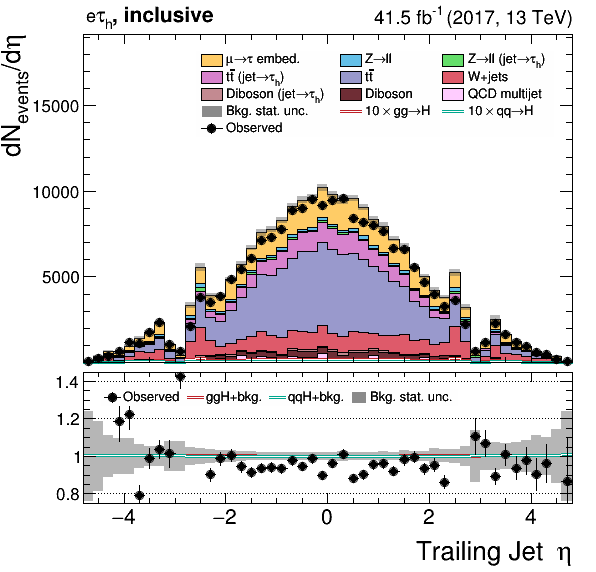 eτh, inclusive
41.5 fb⁻¹ (2017, 13 TeV)
dNevents/dη
μ→τ embed.
Z→ll
Z→ll (jet→τh)
tt̄ (jet→τh)
tt̄
W+jets
Diboson (jet→τh)
Diboson
QCD multijet
Bkg. stat. unc.
10 × gg→H
10 × qq→H
Observed
15000
10000
5000
Observed
ggH+bkg.
qqH+bkg.
Bkg. stat. unc.
1.4
1.2
1
0.8
−4
−2
0
2
4
Trailing Jet η